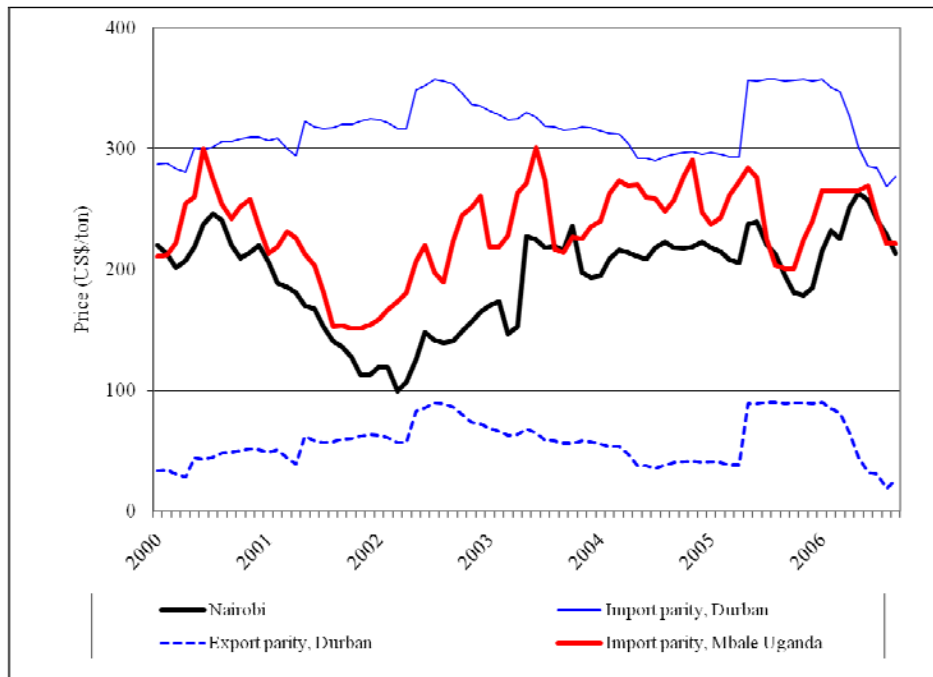 400
300
200
100
0
Price (US$/ton)
2000
2001
2002
2003
2004
2005
2006
Nairobi
Import parity, Durban
Export parity, Durban
Import parity, Mbale Uganda